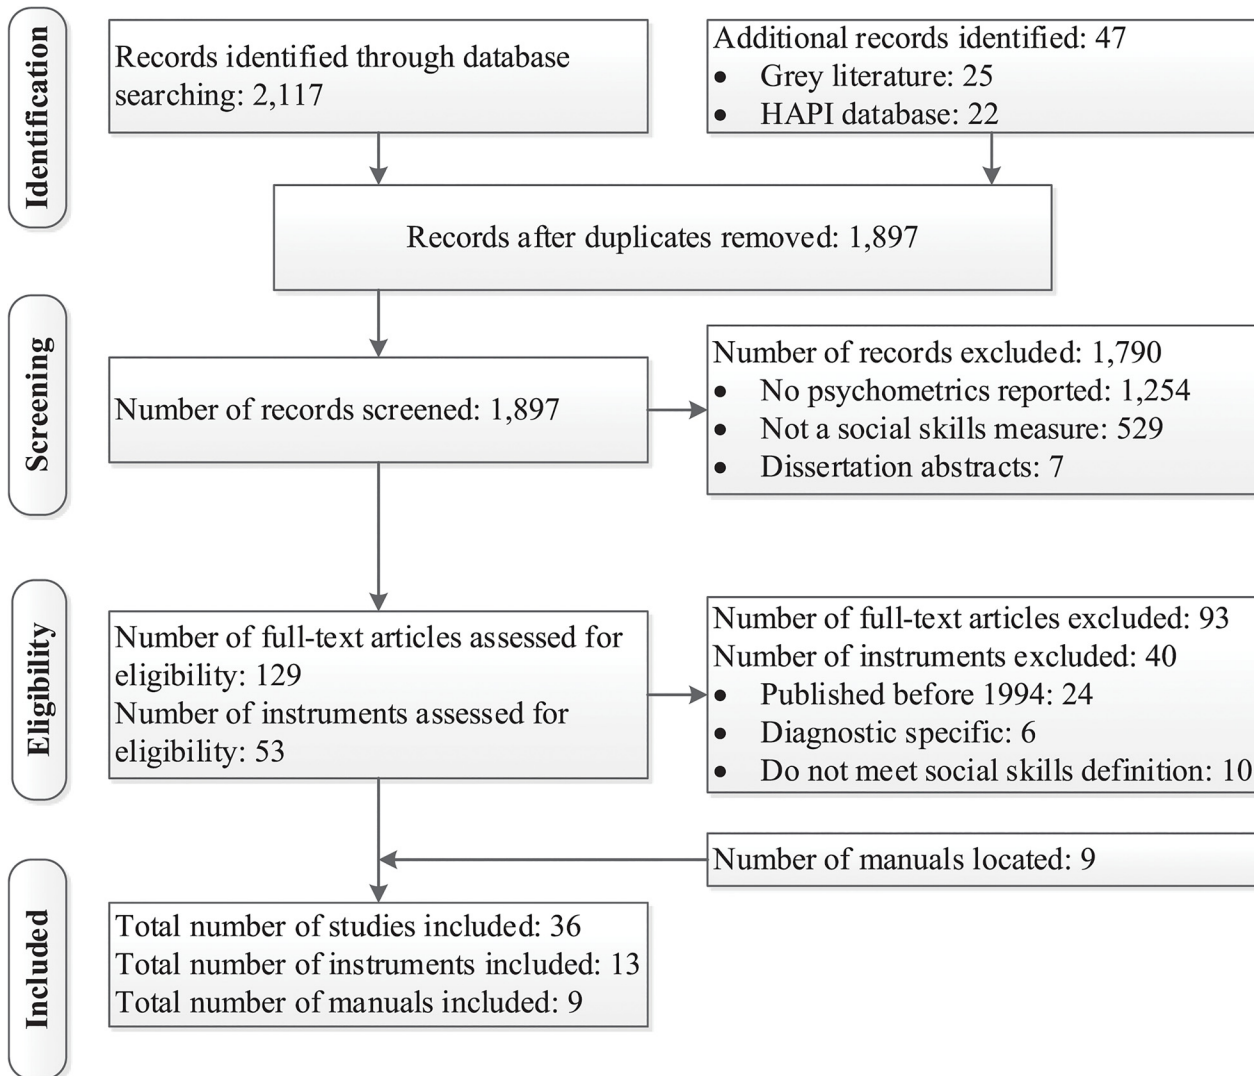 Identification
Records identified through database
searching: 2,117
Additional records identified: 47
• Grey literature: 25
• HAPI database: 22
Records after duplicates removed: 1,897
Screening
Number of records screened: 1,897
Number of records excluded: 1,790
• No psychometrics reported: 1,254
• Not a social skills measure: 529
• Dissertation abstracts: 7
Eligibility
Number of full-text articles assessed for
eligibility: 129
Number of instruments assessed for
eligibility: 53
Number of full-text articles excluded: 93
Number of instruments excluded: 40
• Published before 1994: 24
• Diagnostic specific: 6
• Do not meet social skills definition: 10
Number of manuals located: 9
Included
Total number of studies included: 36
Total number of instruments included: 13
Total number of manuals included: 9